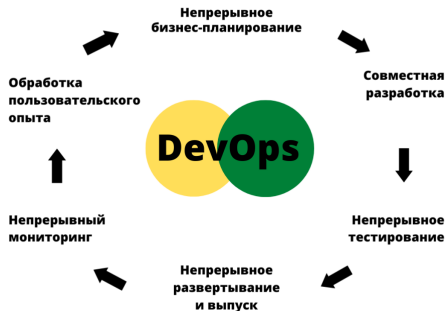 Непрерывное
бизнес-планирование
Совместная
разработка
Непрерывное
тестирование
Непрерывное
развертывание
и выпуск
Непрерывный
мониторинг
Обработка
пользовательского
опыта
DevOps